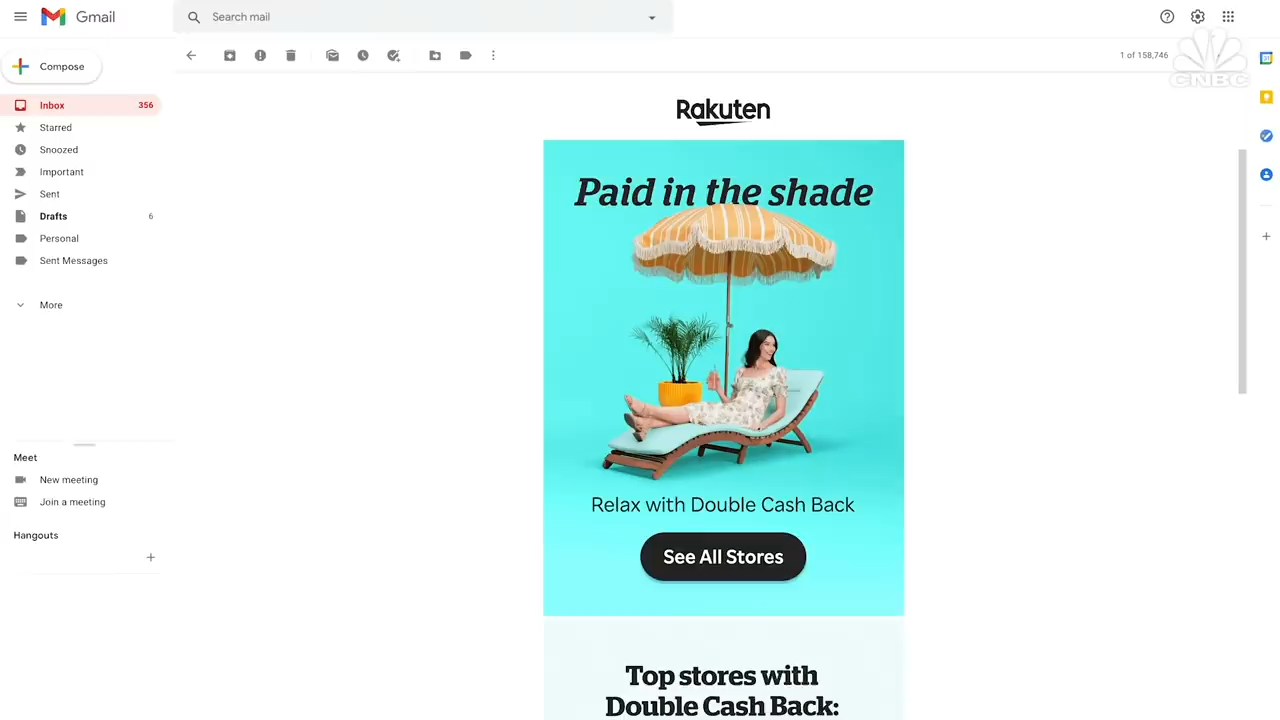 Gmail
Search mail
Compose
1 of 158,746
CNBC
Inbox 356
Starred
Snoozed
Important
Sent
Drafts 6
Personal
Sent Messages
More
Meet
New meeting
Join a meeting
Hangouts
Rakuten
Paid in the shade
Relax with Double Cash Back
See All Stores
Top stores with
Double Cash Back: